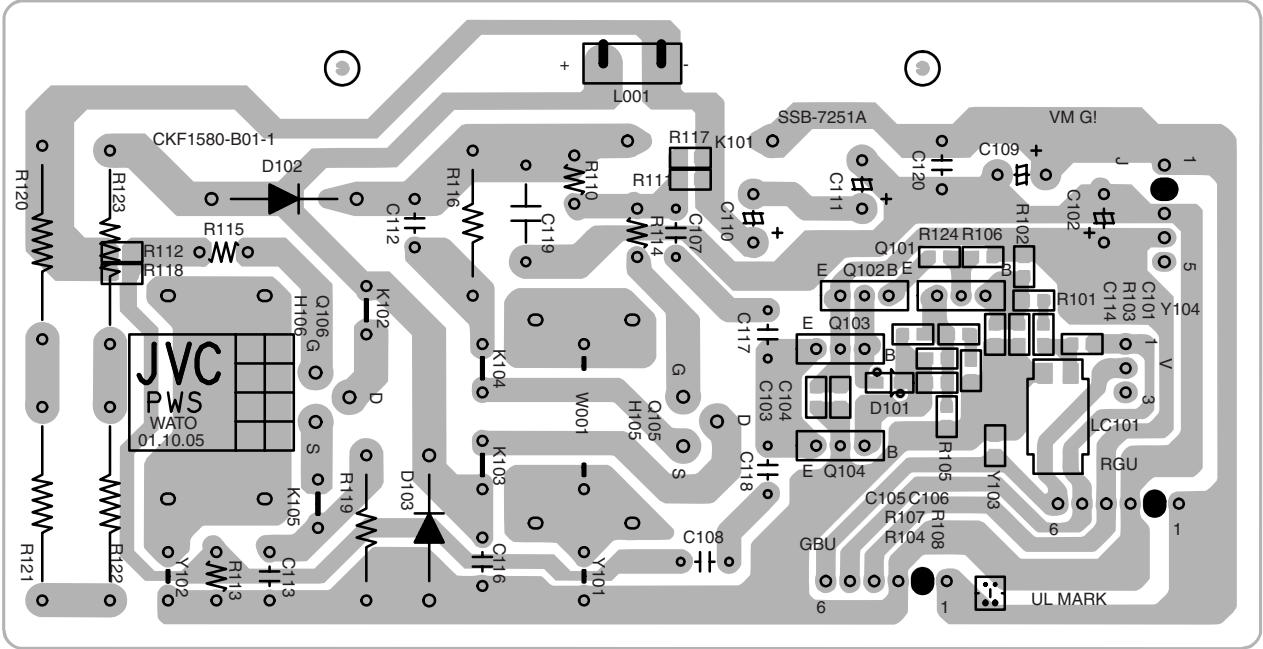 +
-
L001
SSB-7251A
VM G!
CKF1580-B01-1
R117
K101
C109
+
J
1
D102
R120
R123
R116
R110
R111
C111
+
C120
R115
C112
C119
R114
C107
C110
+
C102
+
R102
R112
R118
Q101
R124
R106
E
Q102
B
E
B
5
K102
Q106
H106
G
R101
C114
R103
C101
Y104
JVC
PWS
WATO
01.10.05
C117
E
Q103
B
1
V
K104
G
D
D101
C103
C104
3
W001
Q105
H105
D
LC101
S
K103
S
C118
E
Q104
B
R105
RGU
K105
R119
D103
Y103
C105
C106
6
1
R107
R108
R104
GBU
C108
R121
R122
Y102
R113
C113
C116
Y101
6
1
UL MARK